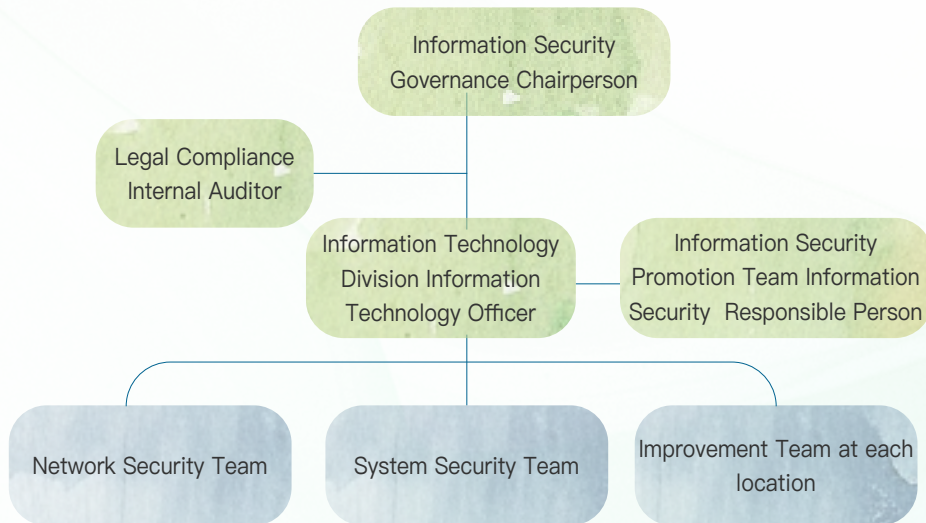 Information Security
Governance Chairperson
Legal Compliance
Internal Auditor
Information Technology
Division Information
Technology Officer
Information Security
Promotion Team Information
Security Responsible Person
Network Security Team
System Security Team
Improvement Team at each
location